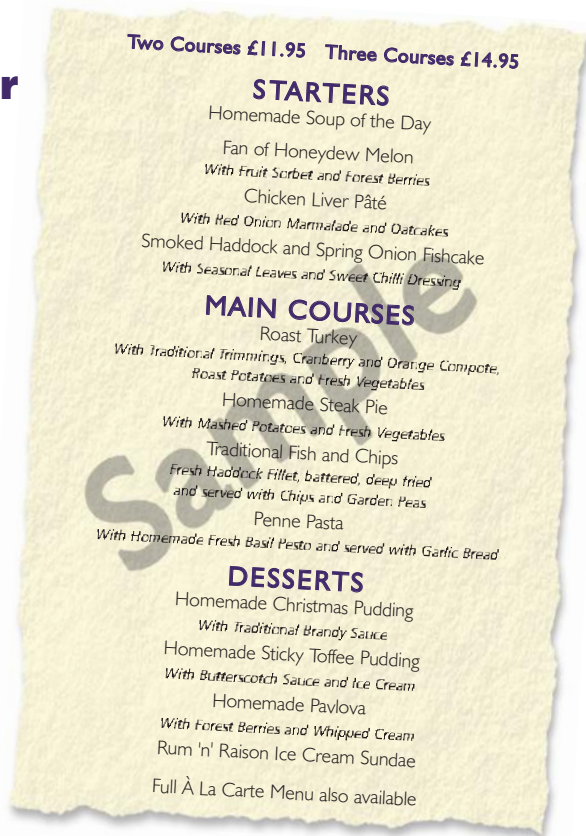 r
Two Courses £11.95 Three Courses £14.95
STARTERS
Homemade Soup of the Day
Fan of Honeydew Melon
With Fruit Sorbet and Forest Berries
Chicken Liver Pâté
With Red Onion Marmalade and Oatcakes
Smoked Haddock and Spring Onion Fishcake
With Seasonal Leaves and Sweet Chilli Dressing
MAIN COURSES
Roast Turkey
With Traditional Trimmings, Cranberry and Orange Compote,
Roast Potatoes and Fresh Vegetables
Homemade Steak Pie
With Mashed Potatoes and Fresh Vegetables
Traditional Fish and Chips
Fresh Haddock Fillet, battered, deep fried
and served with Chips and Garden Peas
Penne Pasta
With Homemade Fresh Basil Pesto and served with Garlic Bread
DESSERTS
Homemade Christmas Pudding
With Traditional Brandy Sauce
Homemade Sticky Toffee Pudding
With Butterscotch Sauce and Ice Cream
Homemade Pavlova
With Forest Berries and Whipped Cream
Rum 'n' Raison Ice Cream Sundae
Full À La Carte Menu also available
Sample